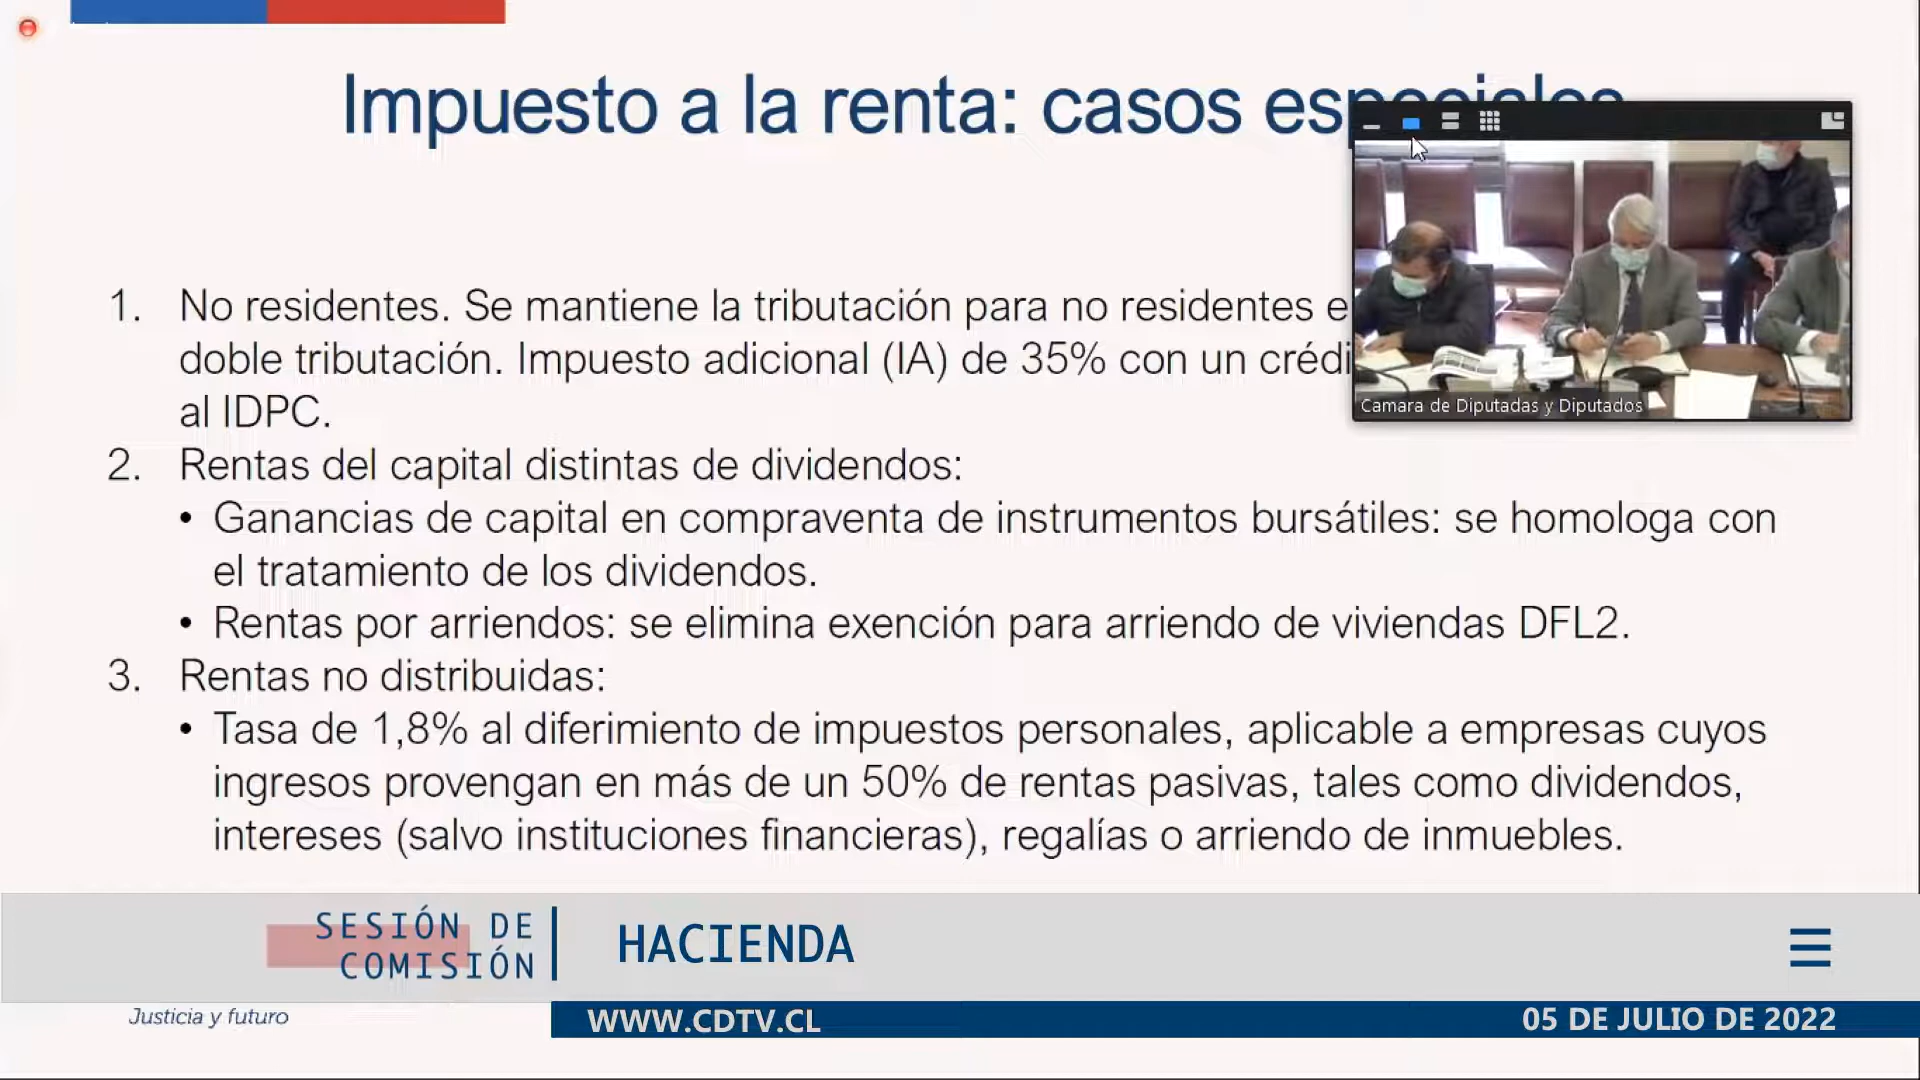 Impuesto a la renta: casos especiales
1. No residentes. Se mantiene la tributación para no residentes
doble tributación. Impuesto adicional (IA) de 35% con un
al IDPC.
2. Rentas del capital distintas de dividendos:
• Ganancias de capital en compraventa de instrumentos bursátiles: se homologa con
el tratamiento de los dividendos.
• Rentas por arriendos: se elimina exención para arriendo de viviendas DFL2.
3. Rentas no distribuidas:
• Tasa de 1,8% al diferimiento de impuestos personales, aplicable a empresas cuyos
ingresos provengan en más de un 50% de rentas pasivas, tales como dividendos,
intereses (salvo instituciones financieras), regalías o arriendo de inmuebles.
Camara de Diputadas y Diputados
SESIÓN DE
COMISIÓN
HACIENDA
Justicia y futuro
WWW.CDTV.CL
05 DE JULIO DE 2022